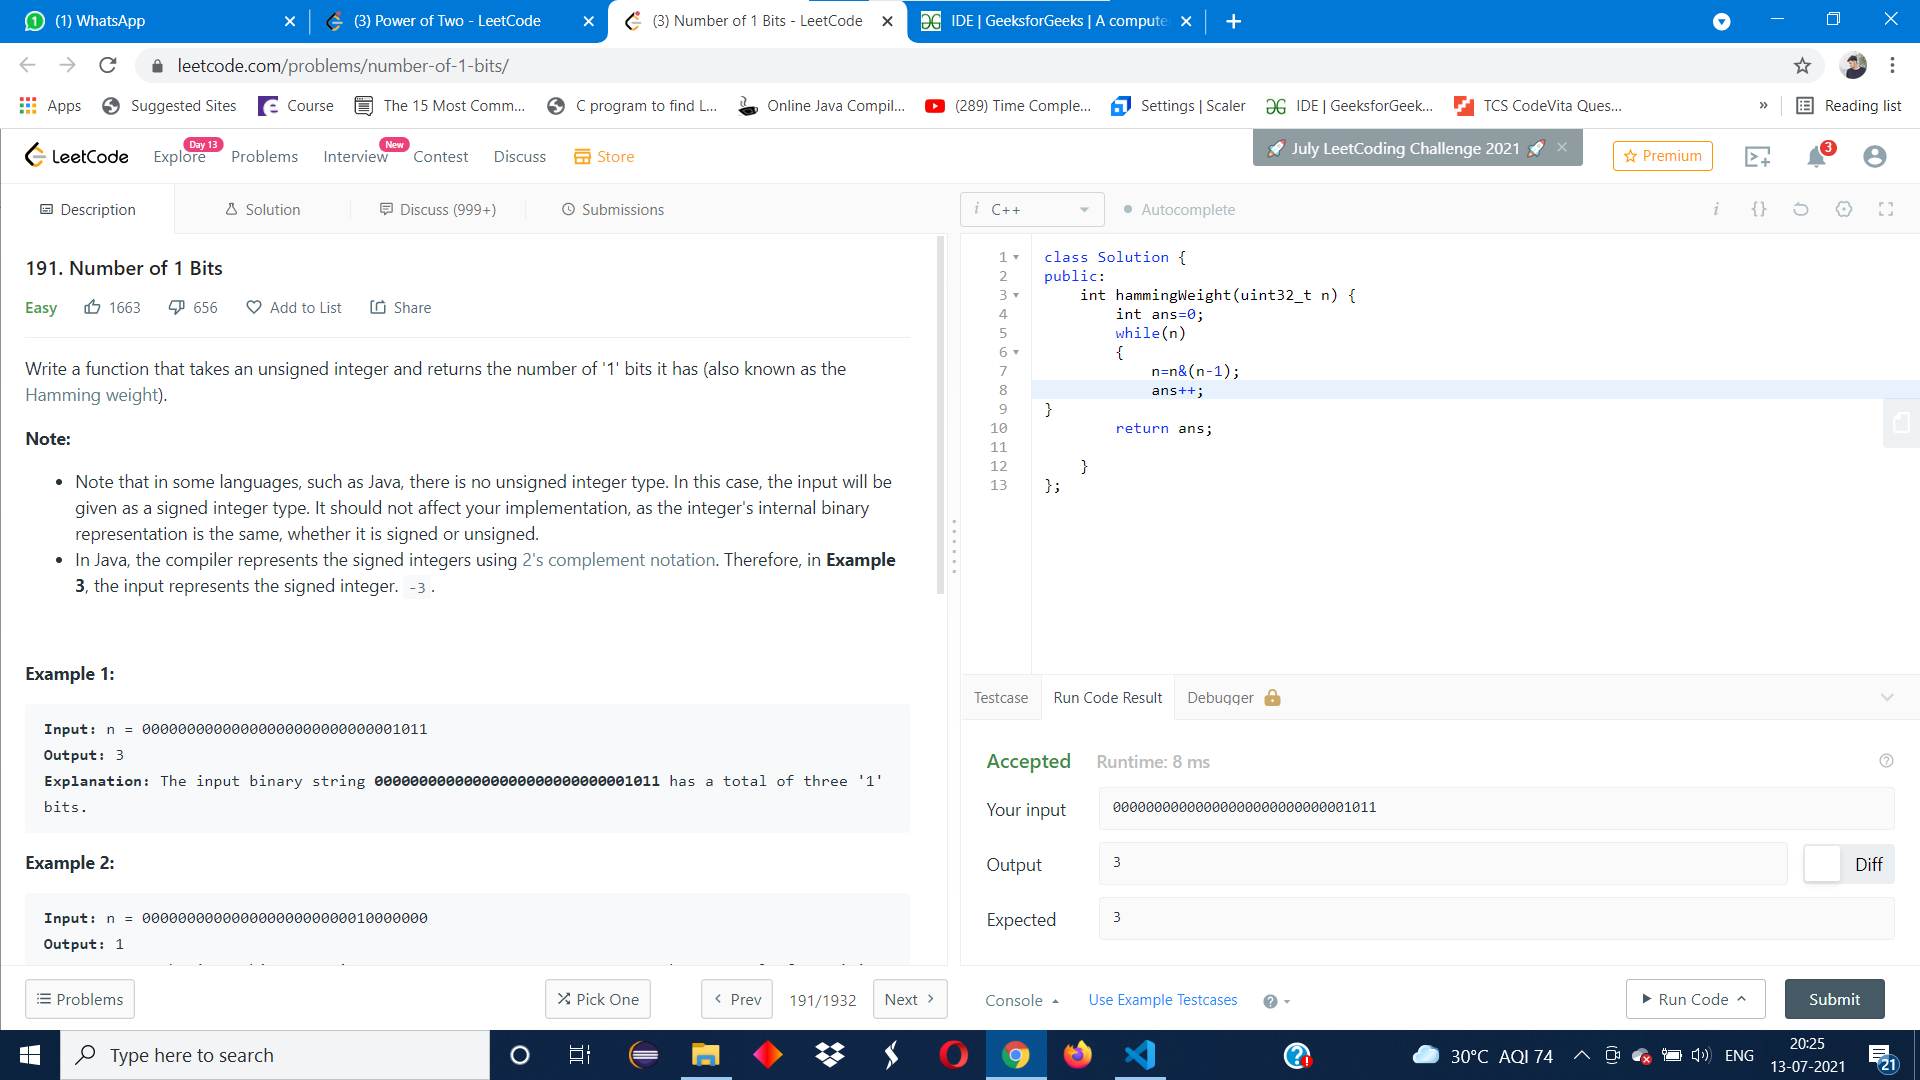 (1) WhatsApp
(3) Power of Two - LeetCode
(3) Number of 1 Bits - LeetCode
IDE | GeeksforGeeks | A compute
leetcode.com/problems/number-of-1-bits/
Apps
Suggested Sites
Course
The 15 Most Comm...
C program to find L...
Online Java Compil...
(289) Time Comple...
Settings | Scaler
IDE | GeeksforGeek...
TCS CodeVita Ques...
»
Reading list
LeetCode
Explore
Day 13
Problems
Interview
New
Contest
Discuss
Store
July LeetCoding Challenge 2021
Premium
3
Description
Solution
Discuss (999+)
Submissions
i C++
Autocomplete
i {}
191. Number of 1 Bits
Easy
1663
656
Add to List
Share
Write a function that takes an unsigned integer and returns the number of '1' bits it has (also known as the
Hamming weight).
Note:
• Note that in some languages, such as Java, there is no unsigned integer type. In this case, the input will be
given as a signed integer type. It should not affect your implementation, as the integer's internal binary
representation is the same, whether it is signed or unsigned.
• In Java, the compiler represents the signed integers using 2's complement notation. Therefore, in Example
3, the input represents the signed integer. -3.
Example 1:
Input: n = 00000000000000000000000000001011
Output: 3
Explanation: The input binary string 00000000000000000000000000001011 has a total of three '1'
bits.
Example 2:
Input: n = 00000000000000000000000010000000
Output: 1
Problems
Pick One
Prev
191/1932
Next
1 class Solution {
2 public:
3     int hammingWeight(uint32_t n) {
4         int ans=0;
5         while(n)
6         {
7             n=n&(n-1);
8             ans++;
9 }
10         return ans;
11
12     }
13 };
Testcase
Run Code Result
Debugger
Accepted
Runtime: 8 ms
Your input
00000000000000000000000000001011
Output
3
Diff
Expected
3
Console
Use Example Testcases
Run Code
Submit
Type here to search
30°C AQI 74
ENG
20:25
13-07-2021
21